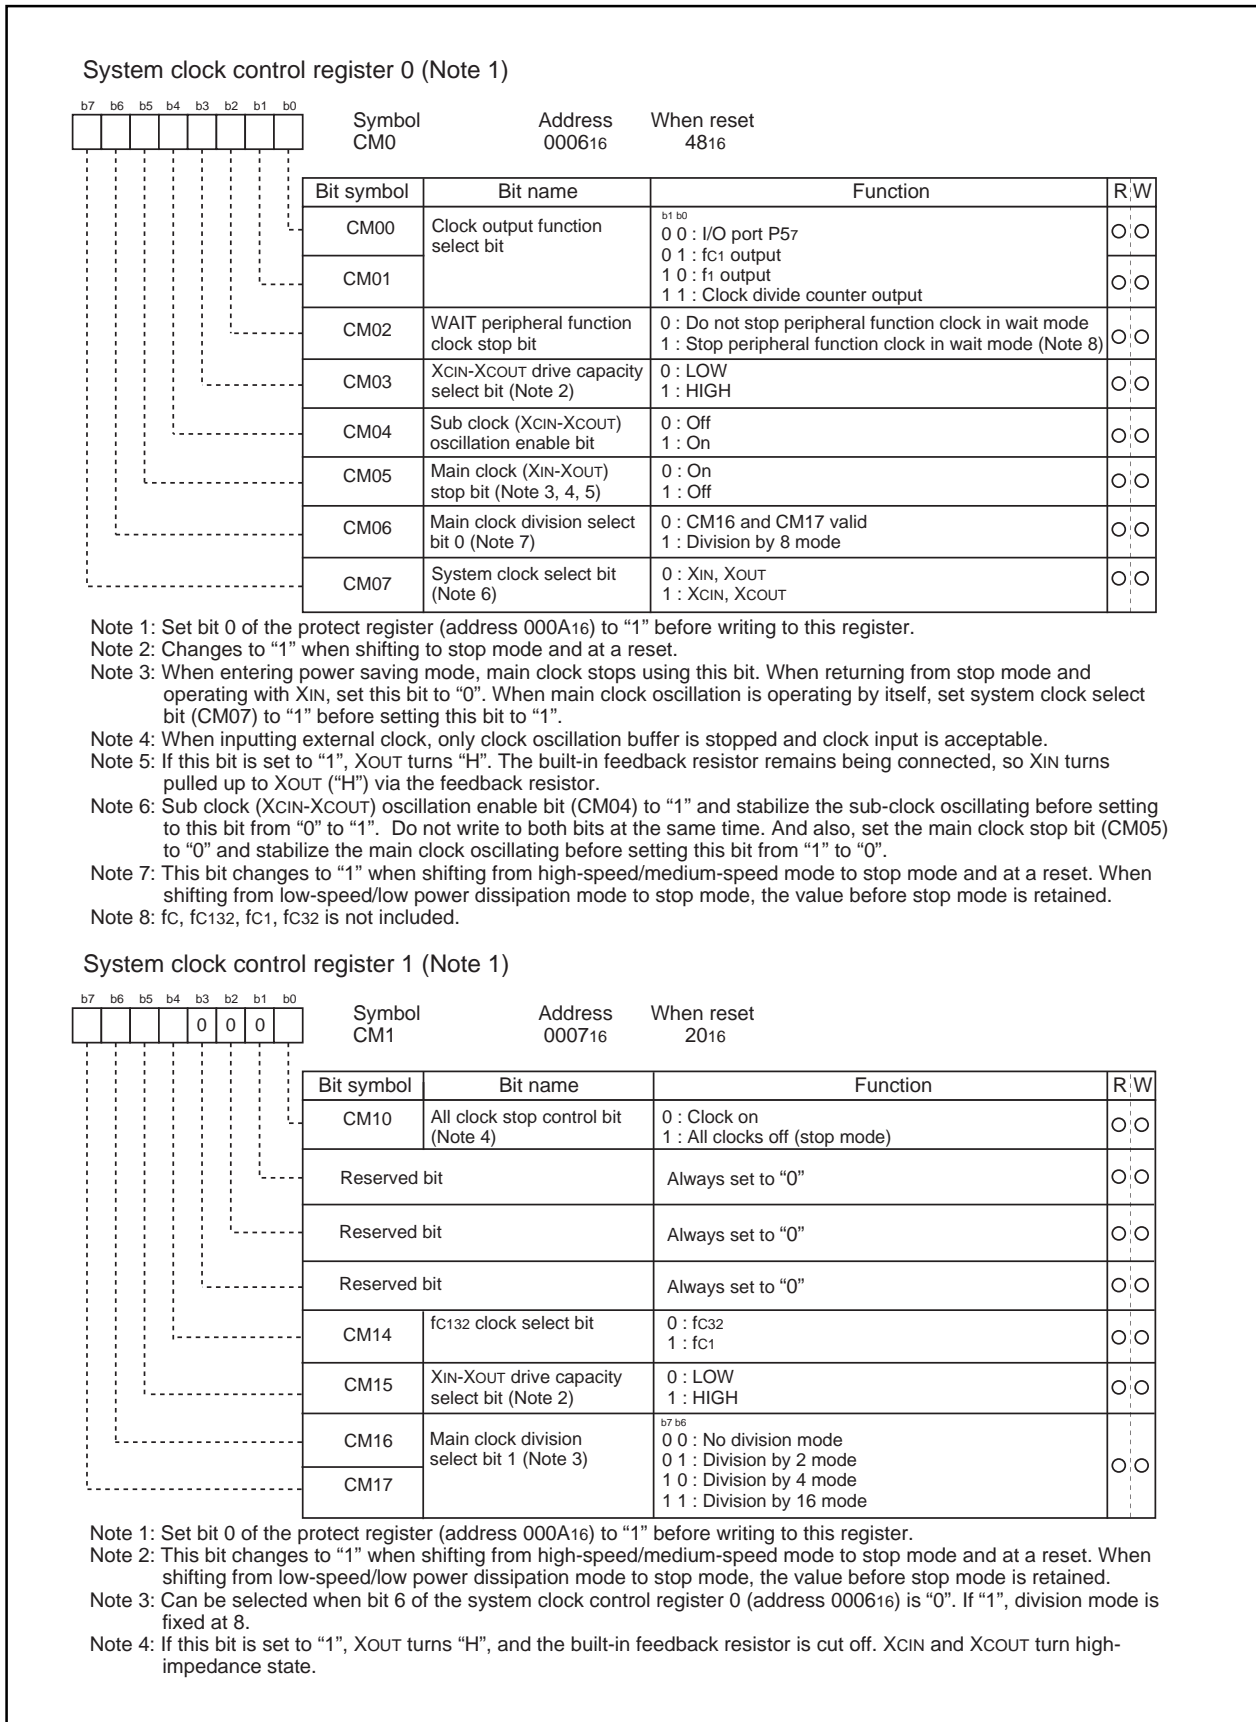 System clock control register 0 (Note 1)
b7 b6 b5 b4 b3 b2 b1 b0
Symbol Address When reset
CM0 000616 4816
Bit symbol Bit name Function R W
CM00 Clock output function select bit b1 b0
0 0 : I/O port P57
0 1 : fC1 output
CM01 1 0 : f1 output
1 1 : Clock divide counter output
CM02 WAIT peripheral function 0 : Do not stop peripheral function clock in wait mode
clock stop bit 1 : Stop peripheral function clock in wait mode (Note 8)
CM03 XCIN-XCOUT drive capacity 0 : LOW
select bit (Note 2) 1 : HIGH
CM04 Sub clock (XCIN-XCOUT) 0 : Off
oscillation enable bit 1 : On
CM05 Main clock (XIN-XOUT) 0 : On
stop bit (Note 3, 4, 5) 1 : Off
CM06 Main clock division select 0 : CM16 and CM17 valid
bit 0 (Note 7) 1 : Division by 8 mode
CM07 System clock select bit 0 : XIN, XOUT
(Note 6) 1 : XCIN, XCOUT
Note 1: Set bit 0 of the protect register (address 000A16) to “1” before writing to this register.
Note 2: Changes to “1” when shifting to stop mode and at a reset.
Note 3: When entering power saving mode, main clock stops using this bit. When returning from stop mode and
operating with XIN, set this bit to “0”. When main clock oscillation is operating by itself, set system clock select
bit (CM07) to “1” before setting this bit to “1”.
Note 4: When inputting external clock, only clock oscillation buffer is stopped and clock input is acceptable.
Note 5: If this bit is set to “1”, XOUT turns “H”. The built-in feedback resistor remains being connected, so XIN turns
pulled up to XOUT (“H”) via the feedback resistor.
Note 6: Sub clock (XCIN-XCOUT) oscillation enable bit (CM04) to “1” and stabilize the sub-clock oscillating before setting
to this bit from “0” to “1”. Do not write to both bits at the same time. And also, set the main clock stop bit (CM05)
to “0” and stabilize the main clock oscillating before setting this bit from “1” to “0”.
Note 7: This bit changes to “1” when shifting from high-speed/medium-speed mode to stop mode and at a reset. When
shifting from low-speed/low power dissipation mode to stop mode, the value before stop mode is retained.
Note 8: fC, fC132, fC1, fC32 is not included.
System clock control register 1 (Note 1)
b7 b6 b5 b4 b3 b2 b1 b0
0 0 0
Symbol Address When reset
CM1 000716 2016
Bit symbol Bit name Function R W
CM10 All clock stop control bit 0 : Clock on
(Note 4) 1 : All clocks off (stop mode)
Reserved bit Always set to “0”
Reserved bit Always set to “0”
Reserved bit Always set to “0”
CM14 fC132 clock select bit 0 : fC32
1 : fC1
CM15 XIN-XOUT drive capacity 0 : LOW
select bit (Note 2) 1 : HIGH
b7 b6
CM16 Main clock division 0 0 : No division mode
select bit 1 (Note 3) 0 1 : Division by 2 mode
CM17 1 0 : Division by 4 mode
1 1 : Division by 16 mode
Note 1: Set bit 0 of the protect register (address 000A16) to “1” before writing to this register.
Note 2: This bit changes to “1” when shifting from high-speed/medium-speed mode to stop mode and at a reset. When
shifting from low-speed/low power dissipation mode to stop mode, the value before stop mode is retained.
Note 3: Can be selected when bit 6 of the system clock control register 0 (address 000616) is “0”. If “1”, division mode is
fixed at 8.
Note 4: If this bit is set to “1”, XOUT turns “H”, and the built-in feedback resistor is cut off. XCIN and XCOUT turn high-
impedance state.